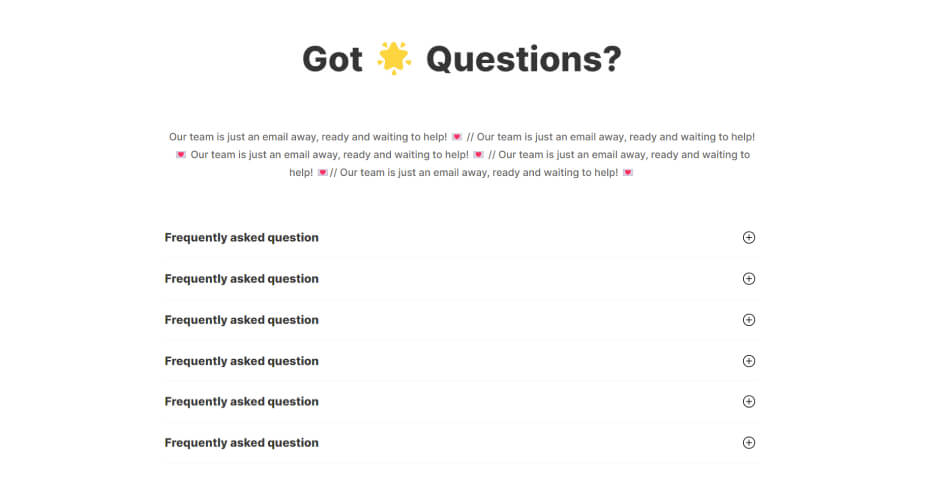 Got 🌟 Questions?
Our team is just an email away, ready and waiting to help! 💌 // Our team is just an email away, ready and waiting to help!
💌 Our team is just an email away, ready and waiting to help! 💌 // Our team is just an email away, ready and waiting to
help! 💌// Our team is just an email away, ready and waiting to help! 💌
Frequently asked question
Frequently asked question
Frequently asked question
Frequently asked question
Frequently asked question
Frequently asked question